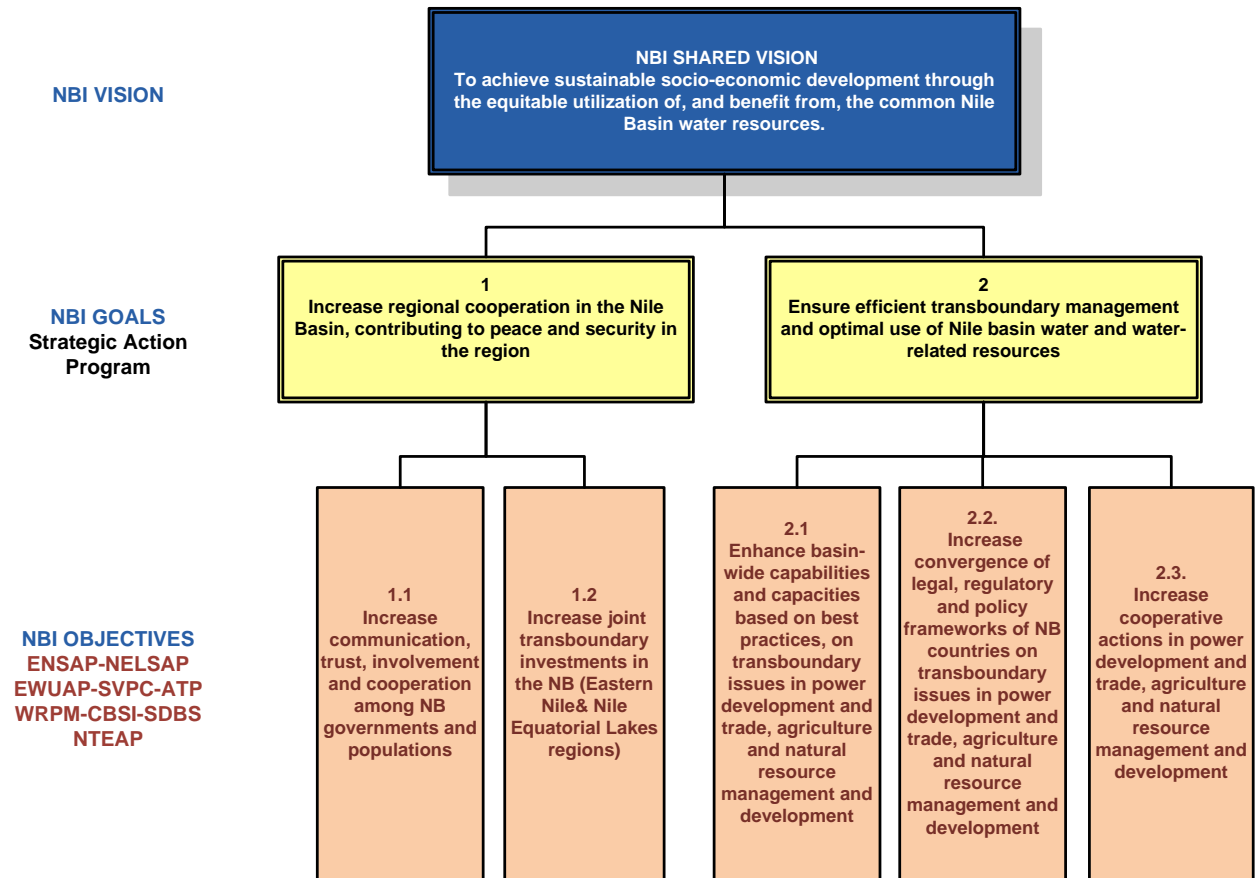 NBI VISION
NBI SHARED VISION
To achieve sustainable socio-economic development through
the equitable utilization of, and benefit from, the common Nile
Basin water resources.
NBI GOALS
Strategic Action
Program
1
Increase regional cooperation in the Nile
Basin, contributing to peace and security in
the region
2
Ensure efficient transboundary management
and optimal use of Nile basin water and water-
related resources
NBI OBJECTIVES
ENSAP-NELSAP
EWUAP-SVPC-ATP
WRPM-CBSI-SDBS
NTEAP
1.1
Increase
communication,
trust, involvement
and cooperation
among NB
governments and
populations
1.2
Increase joint
transboundary
investments in
the NB (Eastern
Nile& Nile
Equatorial Lakes
regions)
2.1
Enhance basin-
wide capabilities
and capacities
based on best
practices, on
transboundary
issues in power
development and
trade, agriculture
and natural
resource
management and
development
2.2.
Increase
convergence of
legal, regulatory
and policy
frameworks of NB
countries on
transboundary
issues in power
development and
trade, agriculture
and natural
resource
management and
development
2.3.
Increase
cooperative
actions in power
development and
trade, agriculture
and natural
resource
management and
development